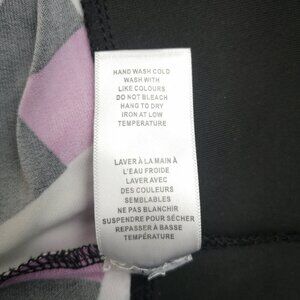 HAND WASH COLD
WASH WITH
LIKE COLOURS
DO NOT BLEACH
HANG TO DRY
IRON AT LOW
TEMPERATURE
LAVER À LA MAIN À
L'EAU FROIDE
LAVER AVEC
DES COULEURS
SEMBLABLES
NE PAS BLANCHIR
SUSPENDRE POUR SÉCHER
REPASSER À BASSE
TEMPÉRATURE